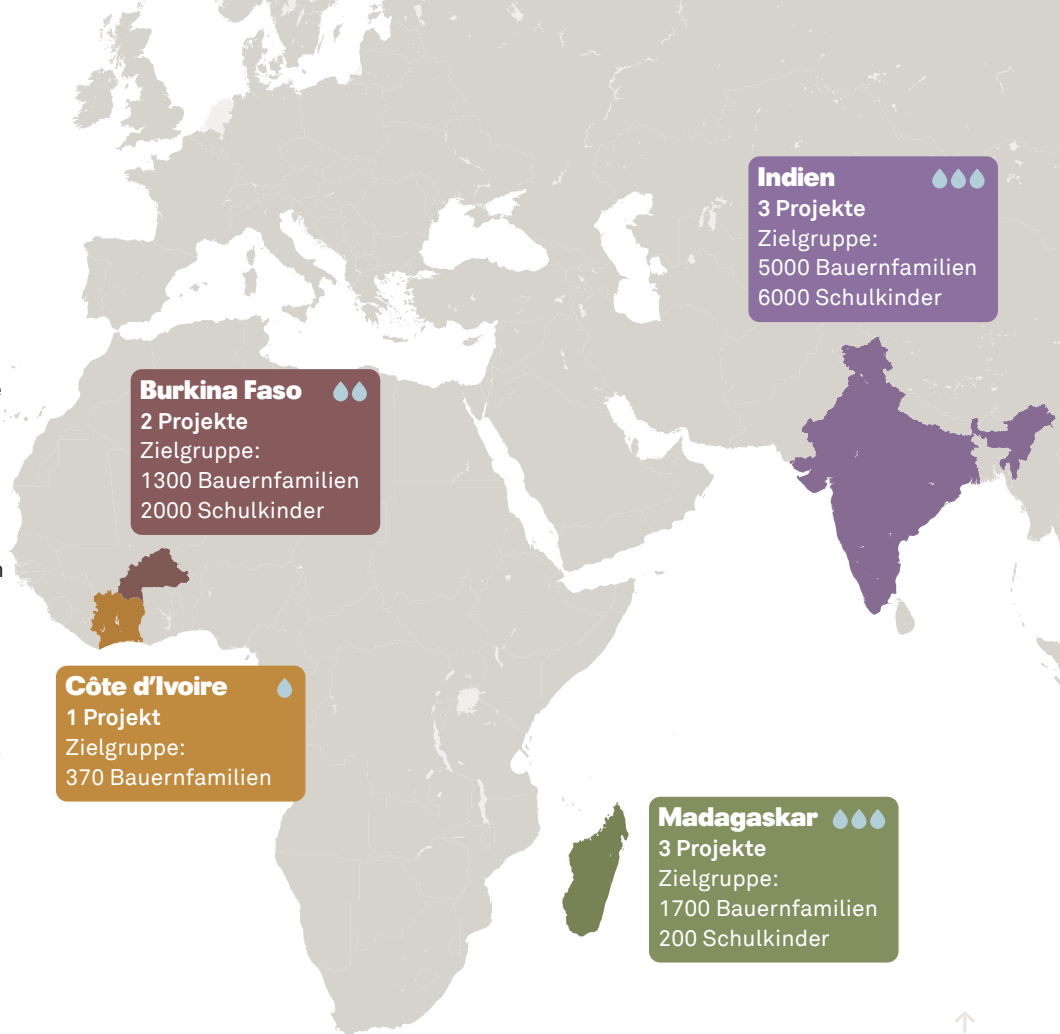 Indien
3 Projekte
Zielgruppe:
5000 Bauernfamilien
6000 Schulkinder
Burkina Faso
2 Projekte
Zielgruppe:
1300 Bauernfamilien
2000 Schulkinder
Côte d’Ivoire
1 Projekt
Zielgruppe:
370 Bauernfamilien
Madagaskar
3 Projekte
Zielgruppe:
1700 Bauernfamilien
200 Schulkinder